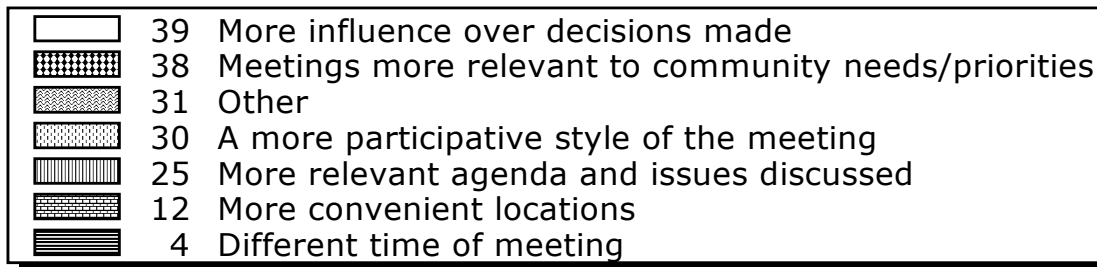 39 More influence over decisions made
38 Meetings more relevant to community needs/priorities
31 Other
30 A more participative style of the meeting
25 More relevant agenda and issues discussed
12 More convenient locations
4 Different time of meeting